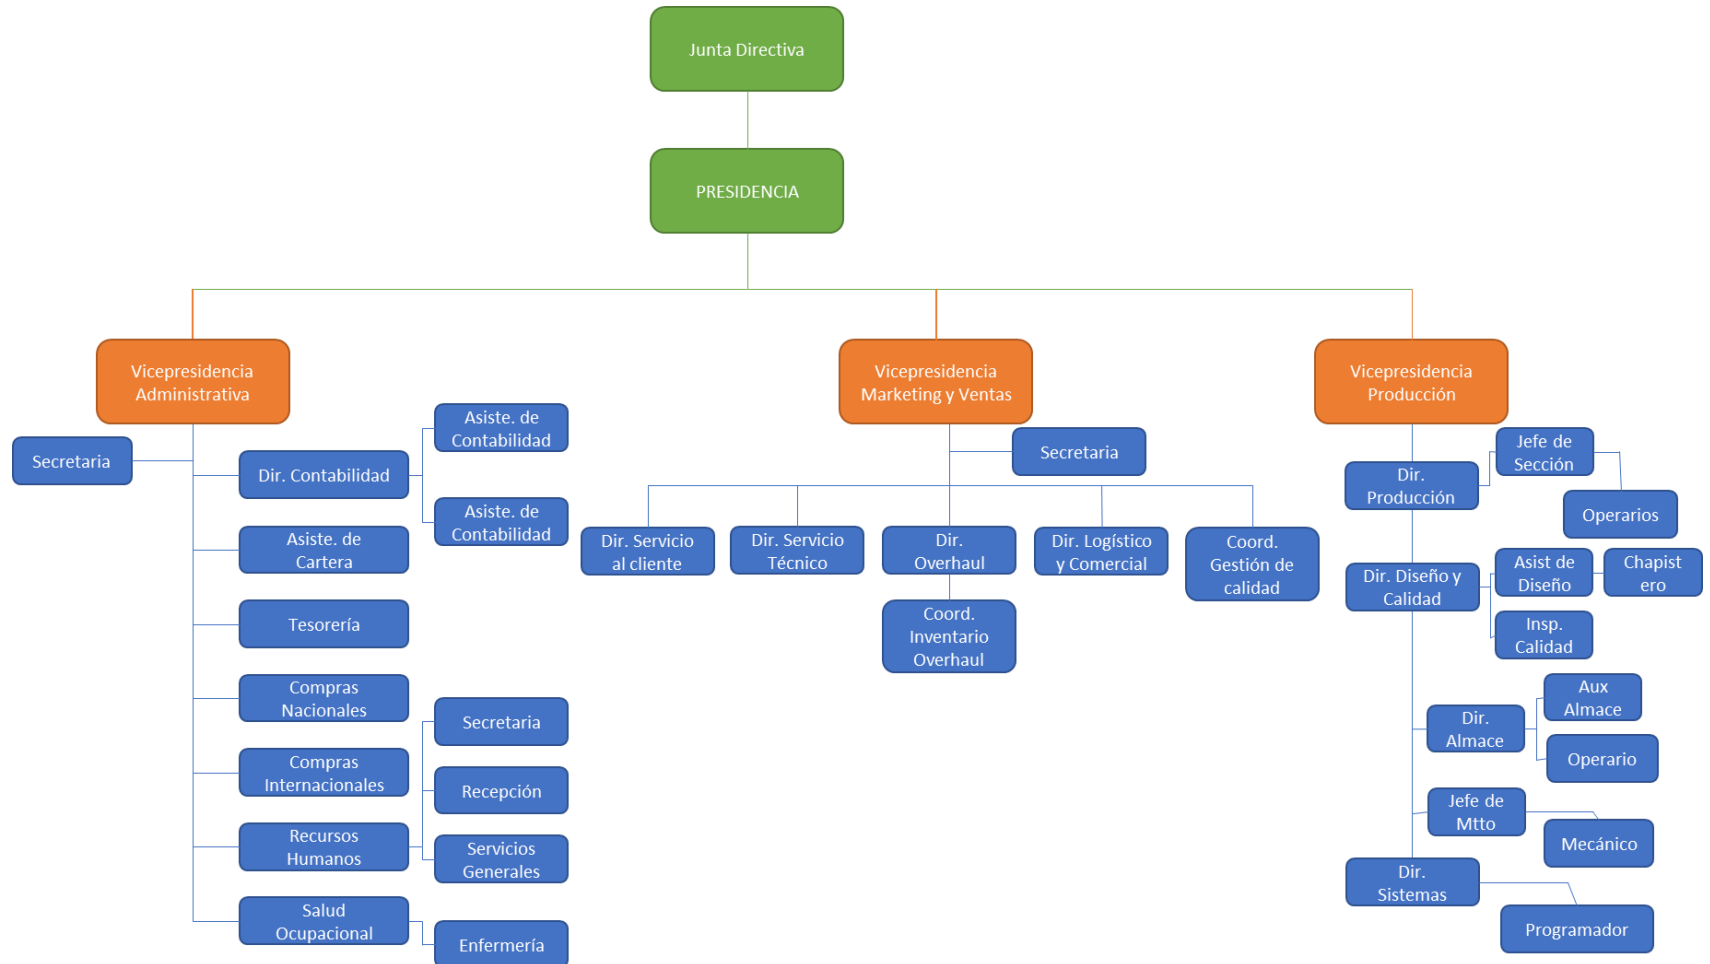 Junta Directiva
PRESIDENCIA
Vicepresidencia
Administrativa
Secretaria
Dir. Contabilidad
Asiste. de
Contabilidad
Asiste. de
Contabilidad
Asiste. de
Cartera
Tesorería
Compras
Nacionales
Compras
Internacionales
Recursos
Humanos
Secretaria
Recepción
Servicios
Generales
Salud
Ocupacional
Enfermería
Vicepresidencia
Marketing y Ventas
Secretaria
Dir. Servicio
al cliente
Dir. Servicio
Técnico
Dir.
Overhaul
Dir. Logístico
y Comercial
Coord.
Gestión de
calidad
Coord.
Inventario
Overhaul
Vicepresidencia
Producción
Dir.
Producción
Jefe de
Sección
Operarios
Dir. Diseño y
Calidad
Asist de
Diseño
Chapist
ero
Insp.
Calidad
Dir.
Almace
Aux
Almace
Operario
Jefe de
Mtto
Mecánico
Dir.
Sistemas
Programador